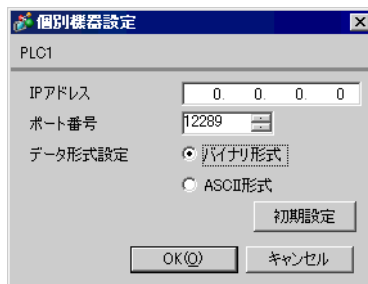 個別機器設定
PLC1
IPアドレス 0. 0. 0. 0
ポート番号 12289
データ形式設定 バイナリ形式
ASCII形式
初期設定
OK(O) キャンセル